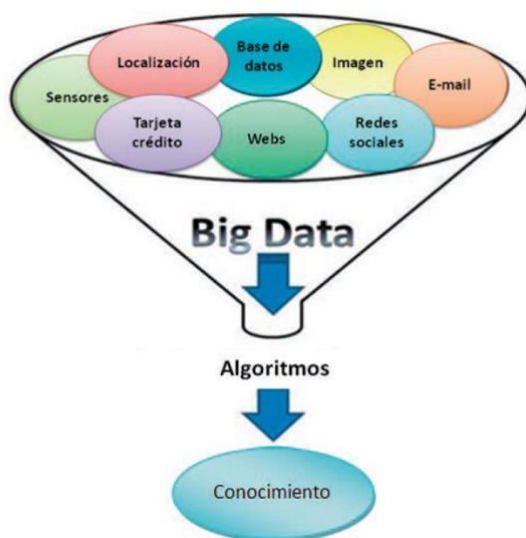 Localización
Base de
datos
Imagen
E-mail
Sensores
Tarjeta
crédito
Webs
Redes
sociales
Big Data
Algoritmos
Conocimiento